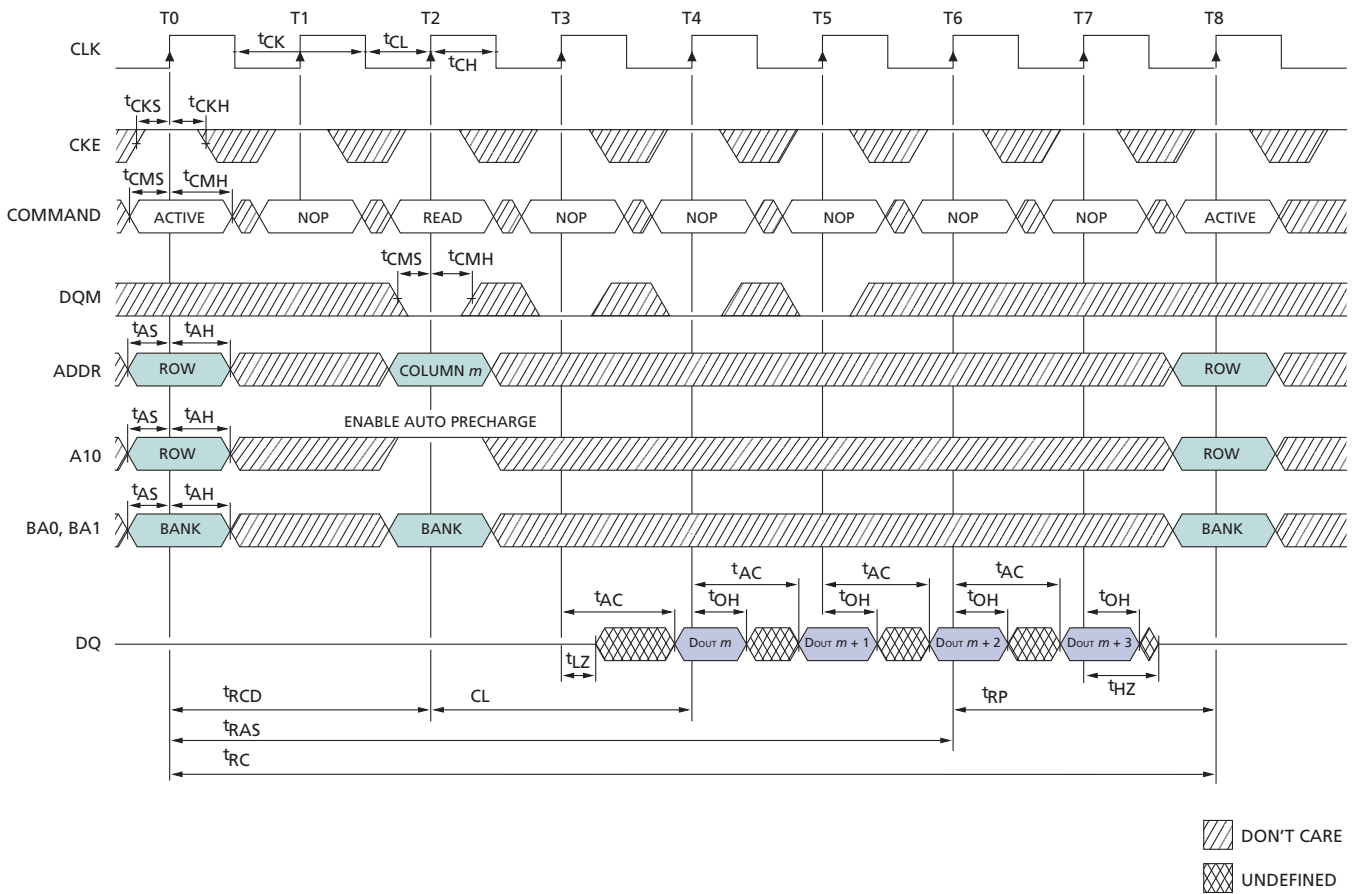 T0 T1 T2 T3 T4 T5 T6 T7 T8
CLK tCK tCL tCH
tCKS tCKH
CKE
tCMS tCMH
COMMAND ACTIVE NOP READ NOP NOP NOP NOP NOP ACTIVE
tCMS tCMH
DQM
tAS tAH
ADDR ROW COLUMN m ROW
tAS tAH ENABLE AUTO PRECHARGE
A10 ROW ROW
tAS tAH
BA0, BA1 BANK BANK BANK
tAC tAC tAC
tAC tOH tOH tOH tOH
DQ DOUT m DOUT m + 1 DOUT m + 2 DOUT m + 3
tLZ tHZ
tRCD CL tRP
tRAS
tRC
DON'T CARE
UNDEFINED